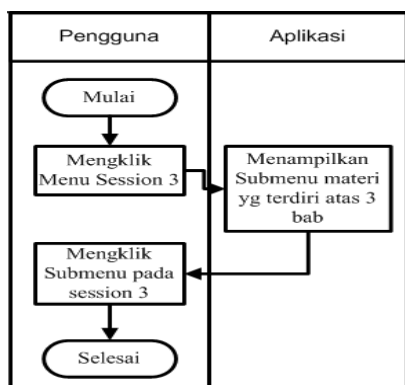 Pengguna
Aplikasi
Mulai
Mengklik
Menu Session 3
Menampilkan
Submenu materi
yg terdiri atas 3
bab
Mengklik
Submenu pada
session 3
Selesai